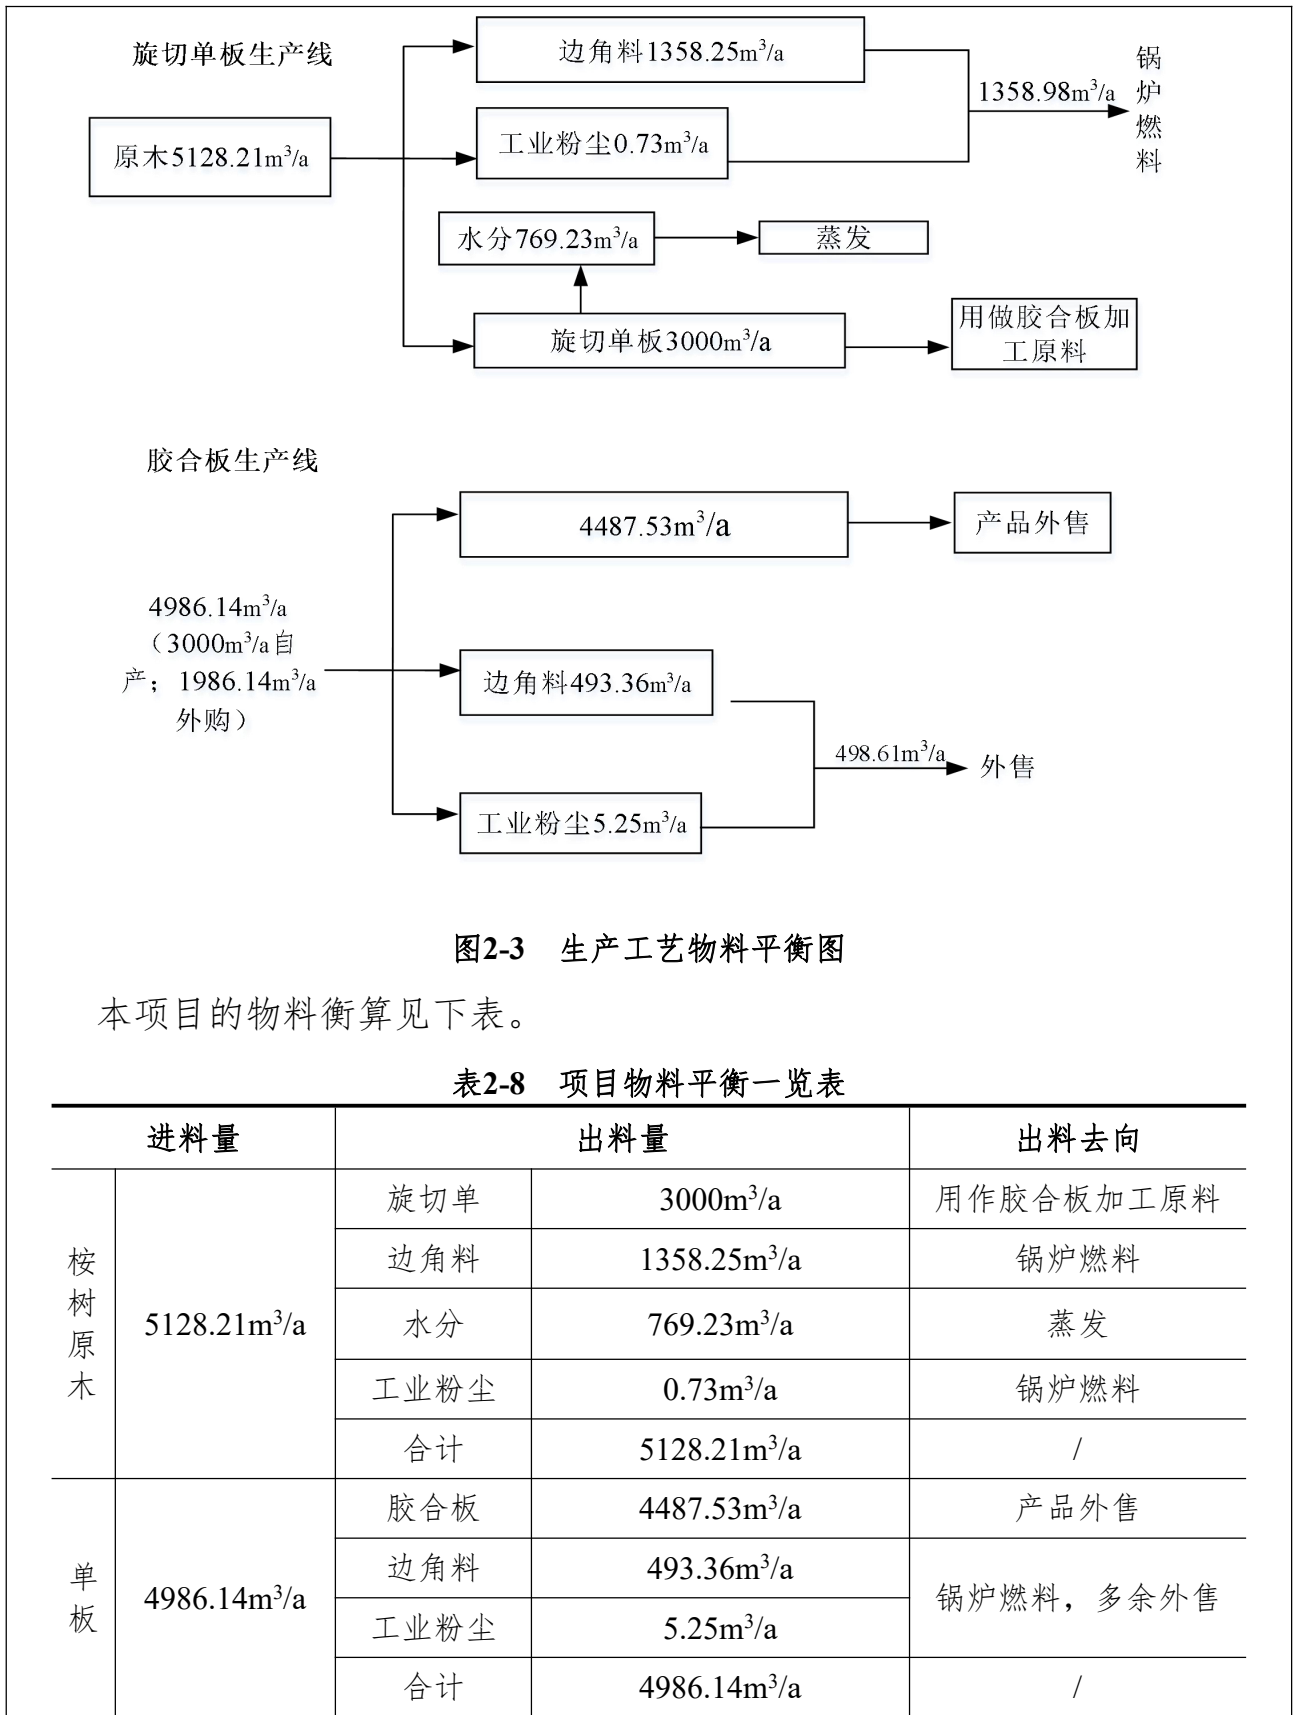 旋切单板生产线
边角料1358.25m³/a
1358.98m³/a
锅炉燃料
原木5128.21m³/a
工业粉尘0.73m³/a
水分769.23m³/a
蒸发
旋切单板3000m³/a
用做胶合板加
工原料
胶合板生产线
4487.53m³/a
产品外售
4986.14m³/a
（3000m³/a自
产；1986.14m³/a
外购）
边角料493.36m³/a
498.61m³/a
外售
工业粉尘5.25m³/a
图2-3 生产工艺物料平衡图
本项目的物料衡算见下表。
表2-8 项目物料平衡一览表
进料量 出料量 出料去向
桉树原木 5128.21m³/a 旋切单 3000m³/a 用作胶合板加工原料
边角料 1358.25m³/a 锅炉燃料
水分 769.23m³/a 蒸发
工业粉尘 0.73m³/a 锅炉燃料
合计 5128.21m³/a /
单板 4986.14m³/a 胶合板 4487.53m³/a 产品外售
边角料 493.36m³/a 锅炉燃料，多余外售
工业粉尘 5.25m³/a
合计 4986.14m³/a /